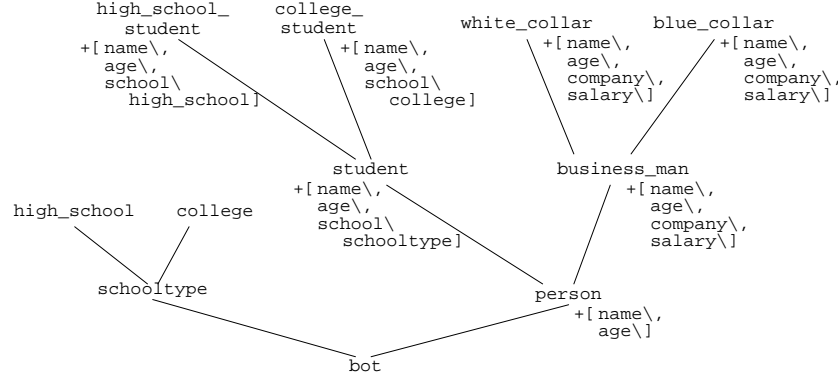 high_school_
student
+[name\,
age\,
school\
high_school]
college_
student
+[name\,
age\,
school\
college]
white_collar
+[name\,
age\,
company\,
salary\]
blue_collar
+[name\,
age\,
company\,
salary\]
student
+[name\,
age\,
school\
schooltype]
business_man
+[name\,
age\,
company\,
salary\]
high_school
college
schooltype
person
+[name\,
age\]
bot